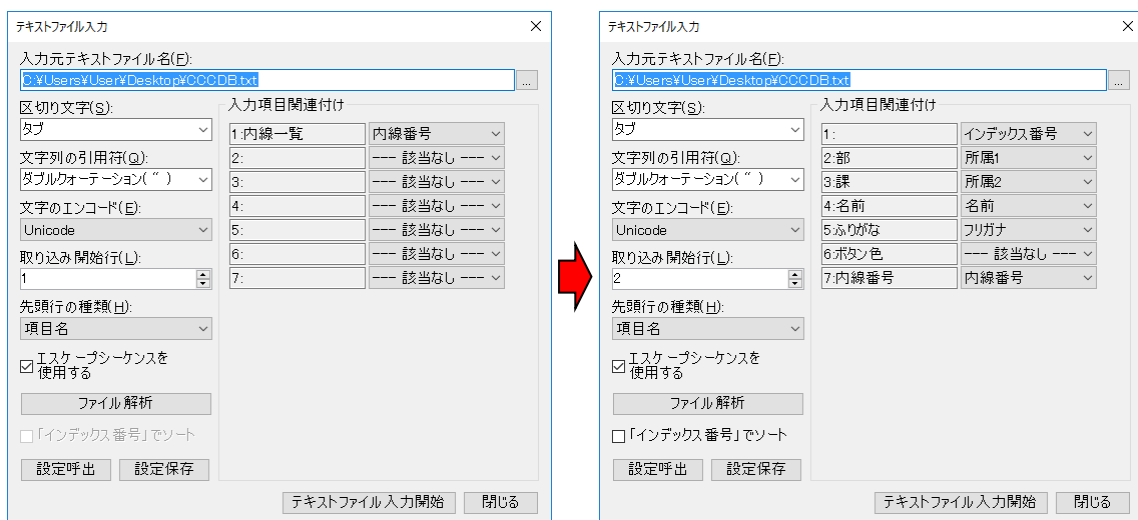 テキストファイル入力
入力元テキストファイル名(F):
C:¥Users¥User¥Desktop¥CCCDB.txt
...
区切り文字(S):
タブ
文字列の引用符(Q):
ダブルクォーテーション( “ )
文字のエンコード(E):
Unicode
取り込み開始行(L):
1
先頭行の種類(H):
項目名
エスケープシーケンスを
使用する
ファイル解析
「インデックス番号」でソート
設定呼出 設定保存
入力項目関連付け
1:内線一覧 内線番号
2: --- 該当なし ---
3: --- 該当なし ---
4: --- 該当なし ---
5: --- 該当なし ---
6: --- 該当なし ---
7: --- 該当なし ---
テキストファイル入力開始 閉じる
テキストファイル入力
入力元テキストファイル名(F):
C:¥Users¥User¥Desktop¥CCCDB.txt
...
区切り文字(S):
タブ
文字列の引用符(Q):
ダブルクォーテーション( “ )
文字のエンコード(E):
Unicode
取り込み開始行(L):
2
先頭行の種類(H):
項目名
エスケープシーケンスを
使用する
ファイル解析
「インデックス番号」でソート
設定呼出 設定保存
入力項目関連付け
1: インデックス番号
2:部 所属1
3:課 所属2
4:名前 名前
5:ふりがな フリガナ
6:ボタン色 --- 該当なし ---
7:内線番号 内線番号
テキストファイル入力開始 閉じる